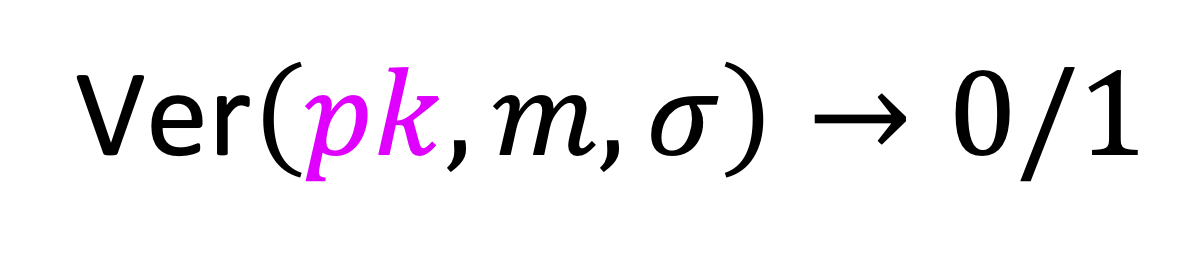 Ver(𝑝𝑘, 𝑚, 𝜎) → 0/1